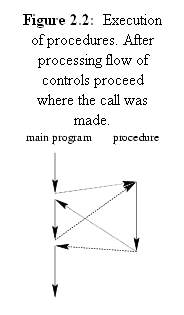 Figure 2.2: Execution
of procedures. After
processing flow of
controls proceed
where the call was
made.
main program procedure